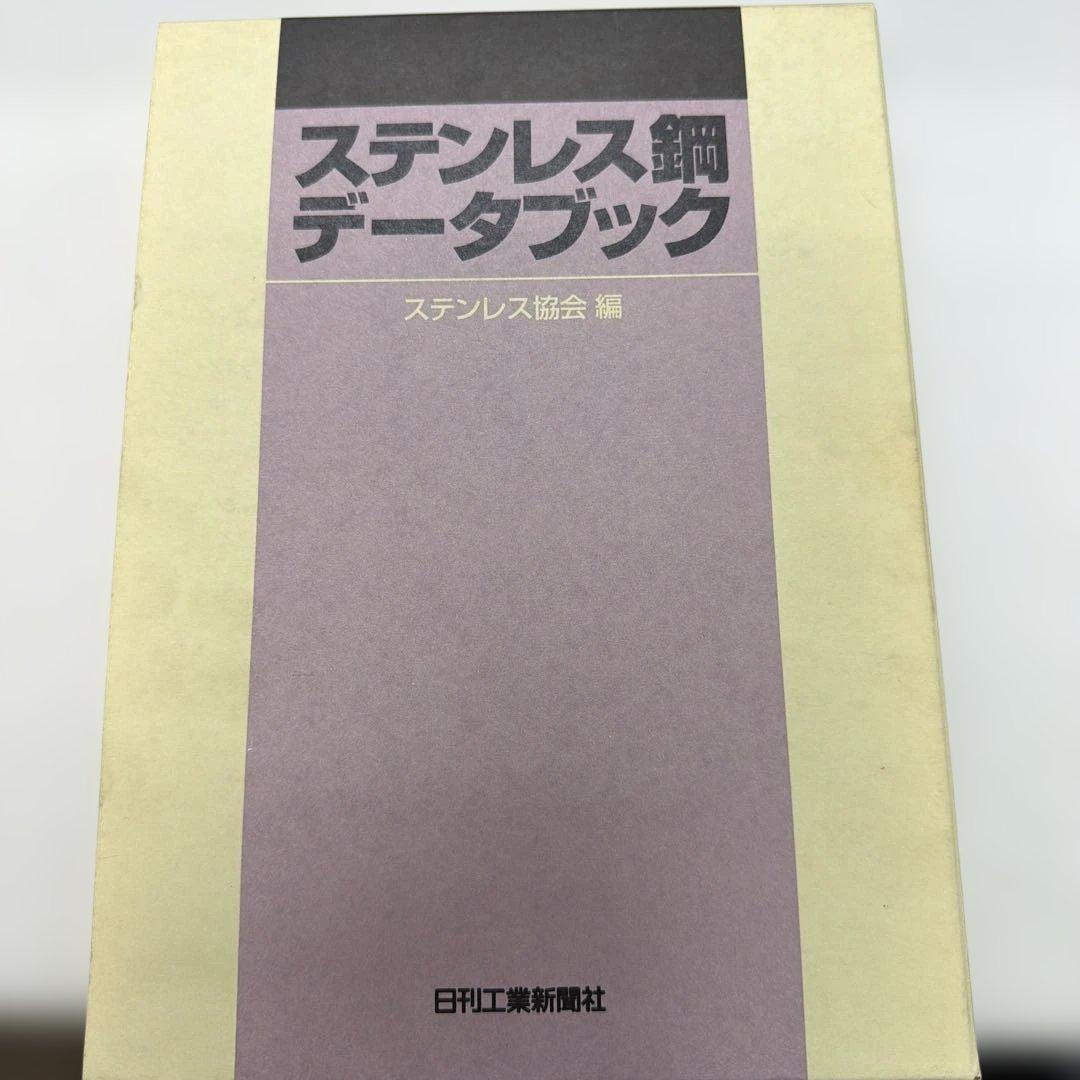 ステンレス鋼
データブック
ステンレス協会 編
日刊工業新聞社